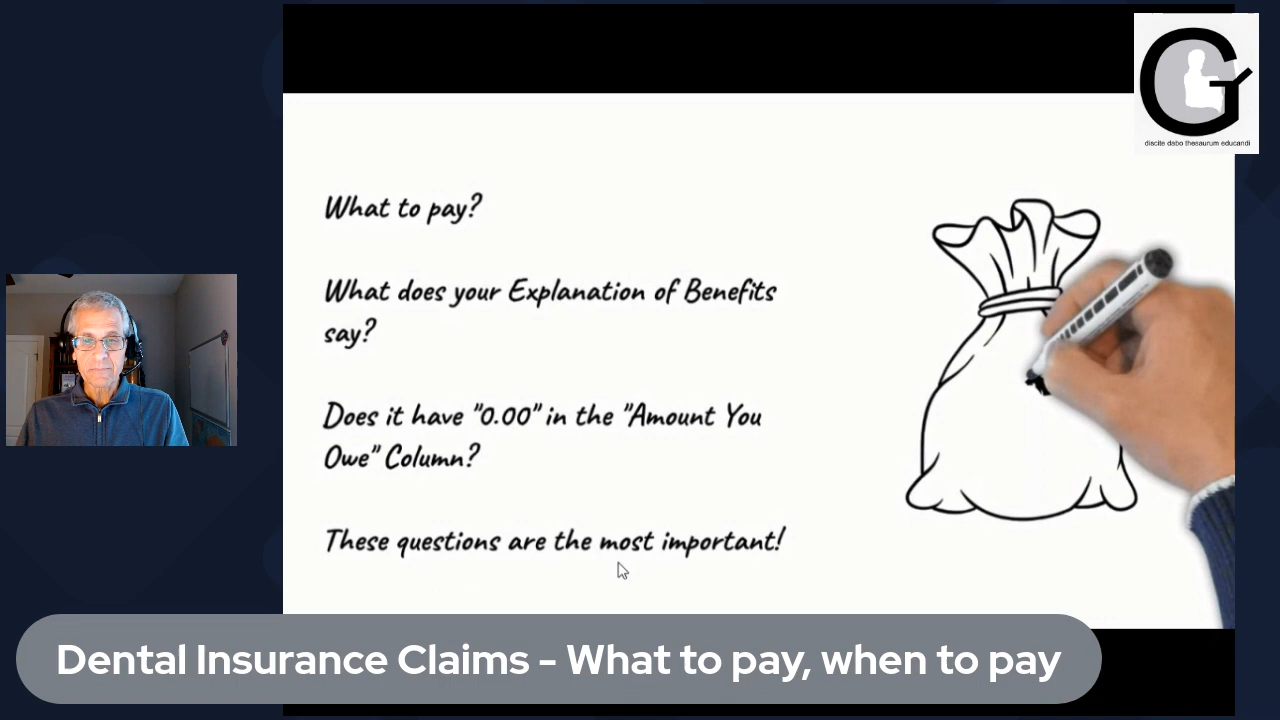 discite dabo thesaurum educandi
What to pay?
What does your Explanation of Benefits
say?
Does it have "0.00" in the "Amount You
Owe" Column?
These questions are the most important!
Dental Insurance Claims - What to pay, when to pay